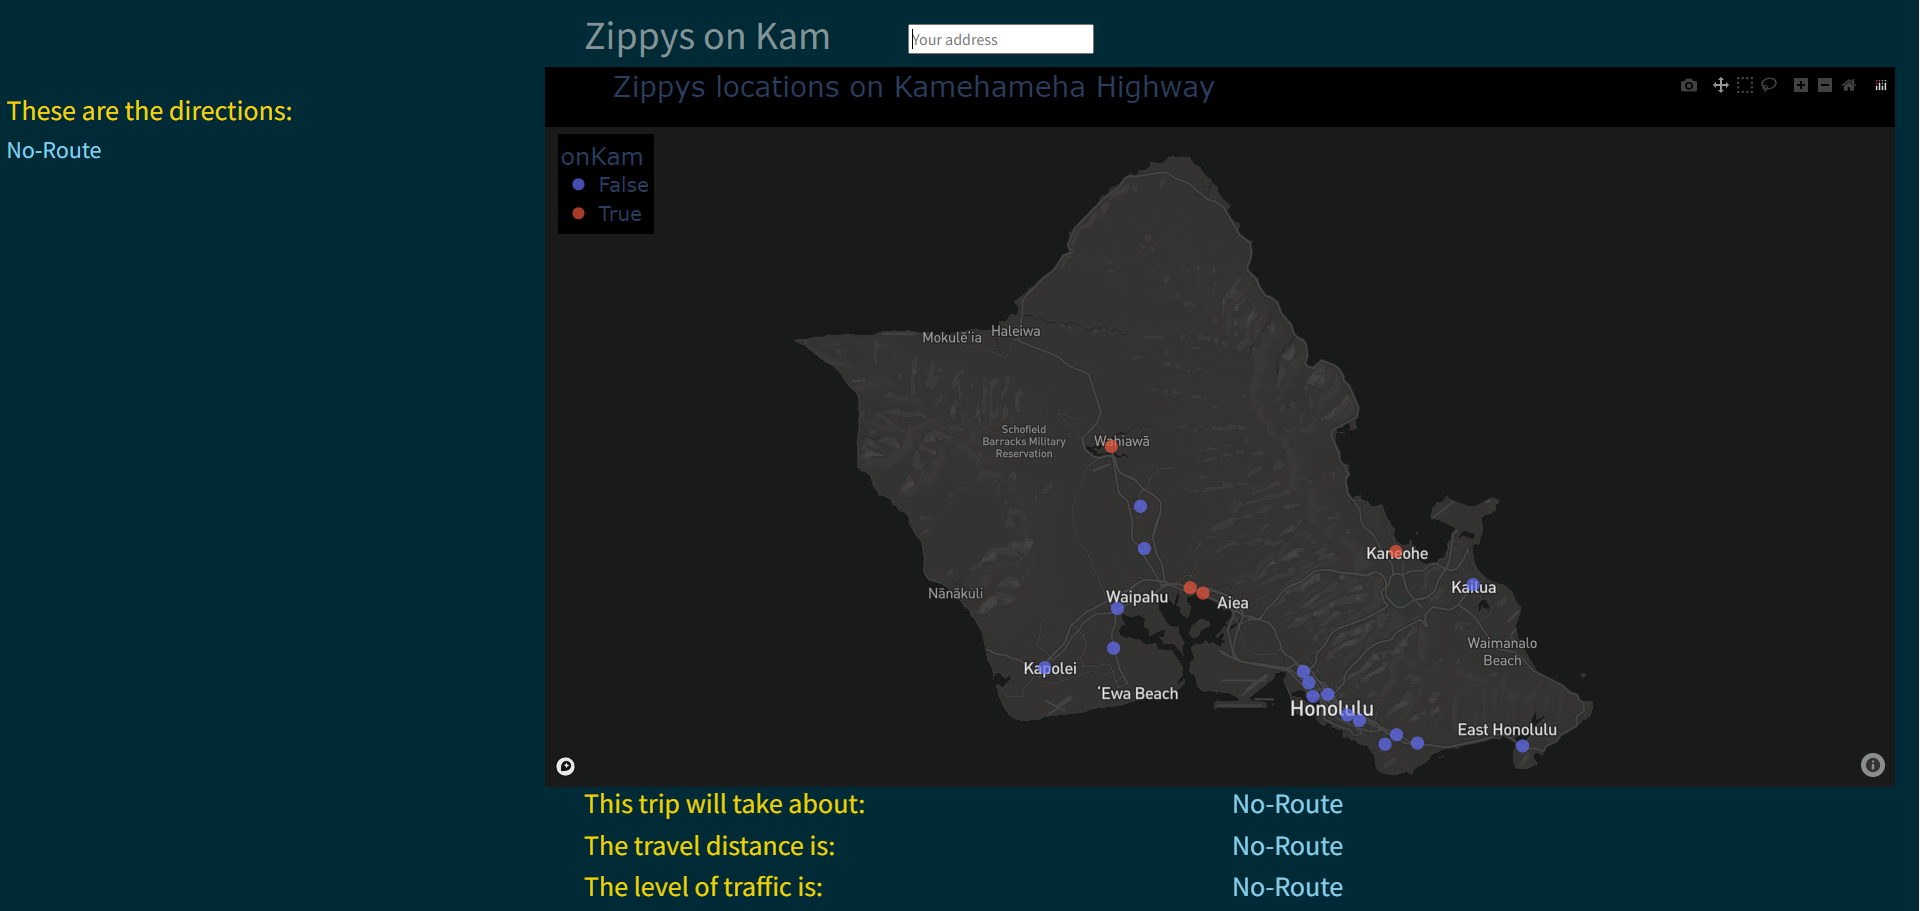 Zippys on Kam
Your address
These are the directions:
No-Route
Zippys locations on Kamehameha Highway
onKam
False
True
Mokulē'ia
Haleiwa
Schofield
Barracks Military
Reservation
Wahiawā
Kaneohe
Kailua
Nānākuli
Waipahu
Aiea
Waimanalo
Beach
Kapolei
'Ewa Beach
Honolulu
East Honolulu
This trip will take about:
No-Route
The travel distance is:
No-Route
The level of traffic is:
No-Route